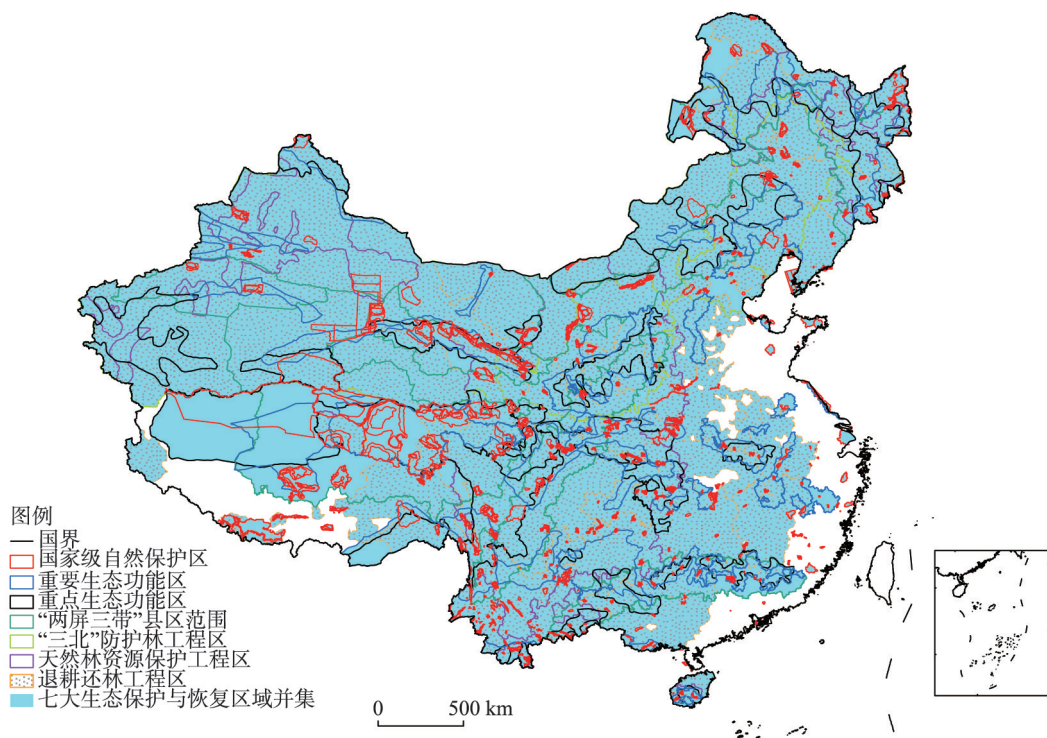 图例
国界
国家级自然保护区
重要生态功能区
重点生态功能区
“两屏三带”县区范围
“三北”防护林工程区
天然林资源保护工程区
退耕还林工程区
七大生态保护与恢复区域并集
0 500 km